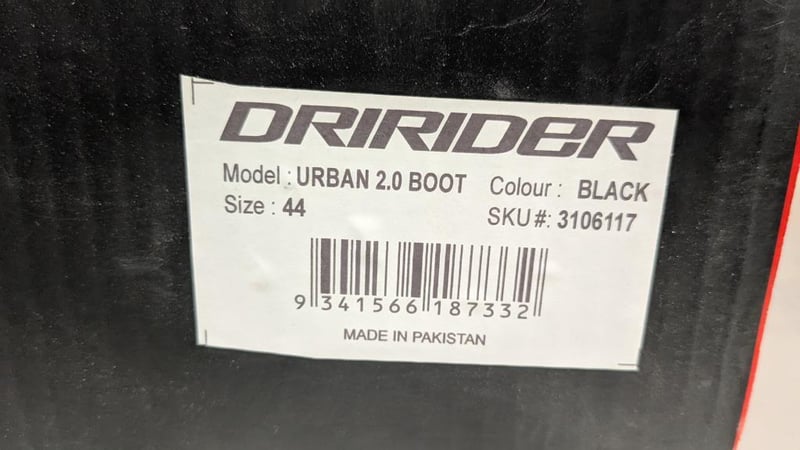 DRIRIDER
Model : URBAN 2.0 BOOT Colour : BLACK
Size : 44 SKU #: 3106117
9 341566 187332
MADE IN PAKISTAN